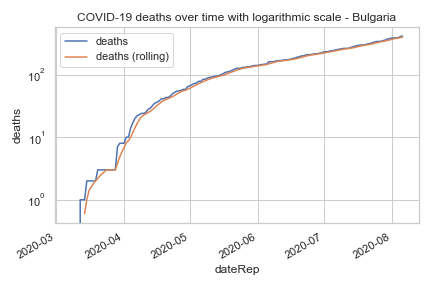 COVID-19 deaths over time with logarithmic scale - Bulgaria
deaths
deaths (rolling)
10²
10¹
10⁰
deaths
2020-03
2020-04
2020-05
2020-06
2020-07
2020-08
dateRep